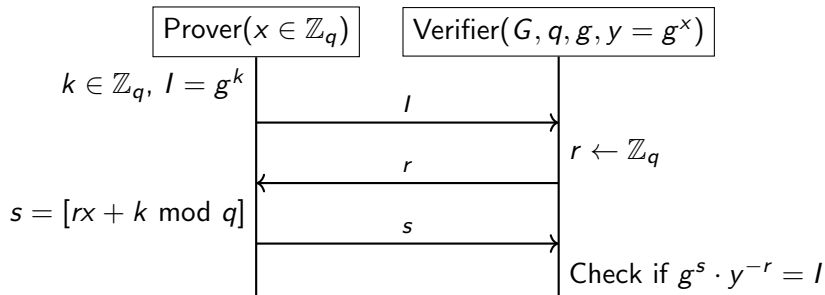 Prover(x ∈ ℤ_q) Verifier(G, q, g, y = g^x)
k ∈ ℤ_q, I = g^k
I
r ← ℤ_q
r
s = [rx + k mod q]
s
Check if g^s · y^{-r} = I